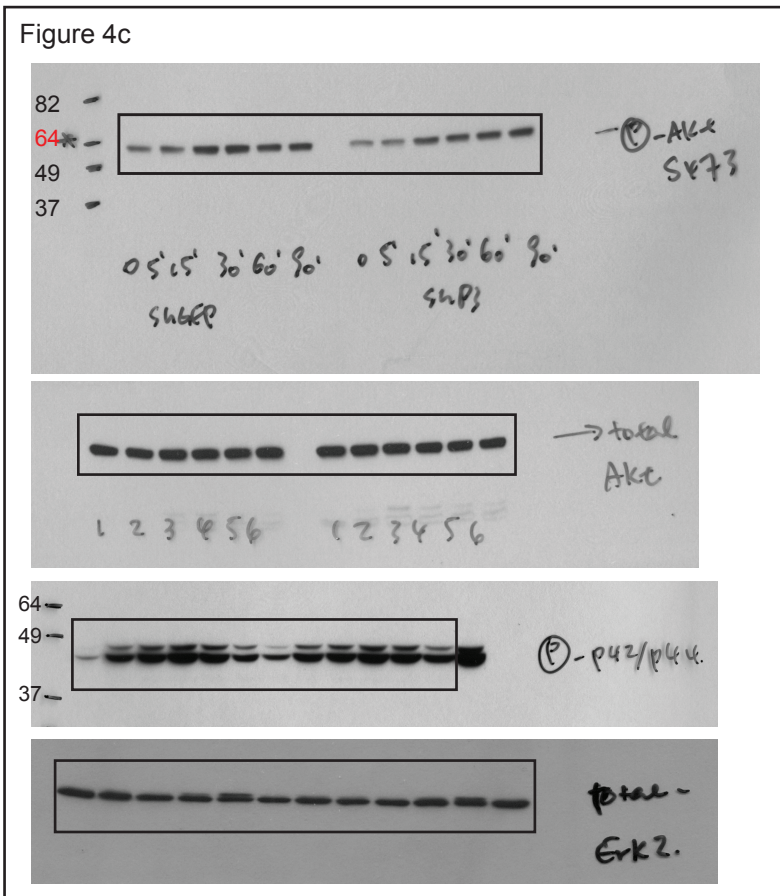 Figure 4c
82
64*
49
37
→ P-Akt
S473
0 5' 15' 30' 60' 90' 0 5' 15' 30' 60' 90'
shGFP shP3
→ total
Akt
1 2 3 4 5 6 1 2 3 4 5 6
64
49
37
P-p42/p44.
total-
Erk2.